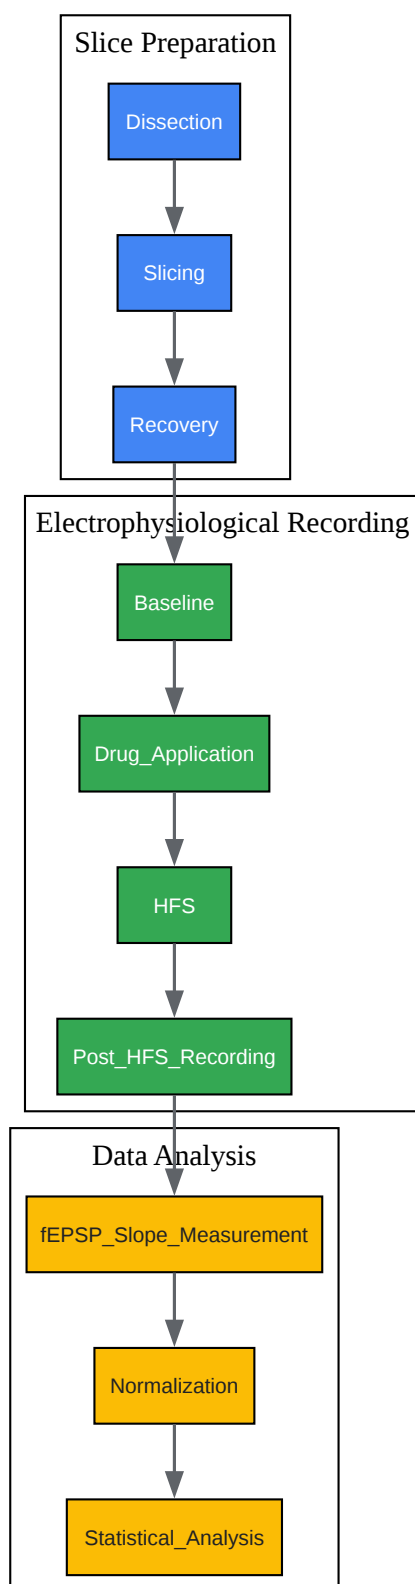 Slice Preparation
Dissection
Slicing
Recovery
Electrophysiological Recording
Baseline
Drug_Application
HFS
Post_HFS_Recording
Data Analysis
fEPSP_Slope_Measurement
Normalization
Statistical_Analysis